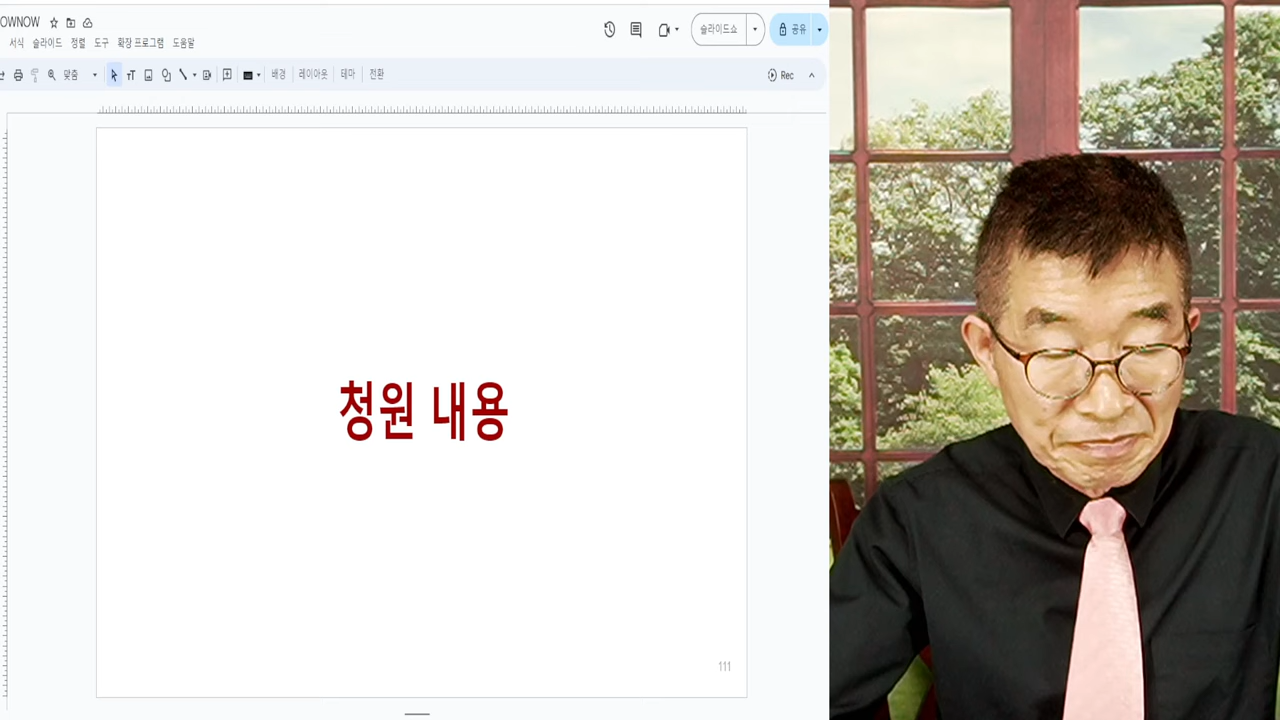 OWNOW
서식 슬라이드 정렬 도구 확장 프로그램 도움말
슬라이드쇼
공유
맞춤
배경 레이아웃 테마 전환
Rec
청원 내용
111